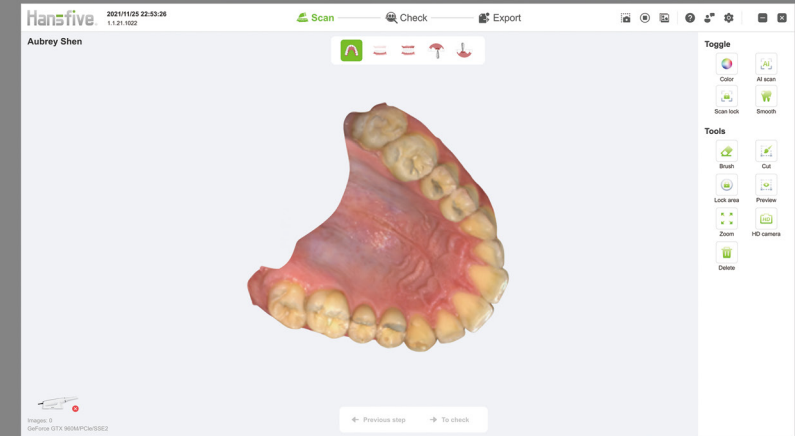 Hansfive
2021/11/25 22:53:26
1.1.21.1022
Scan
Check
Export
Aubrey Shen
Toggle
Color
AI
AI scan
Scan lock
Smooth
Tools
Brush
Cut
Lock area
Preview
Zoom
HD
HD camera
Delete
Images: 0
GeForce GTX 960M/PCIe/SSE2
Previous step
To check